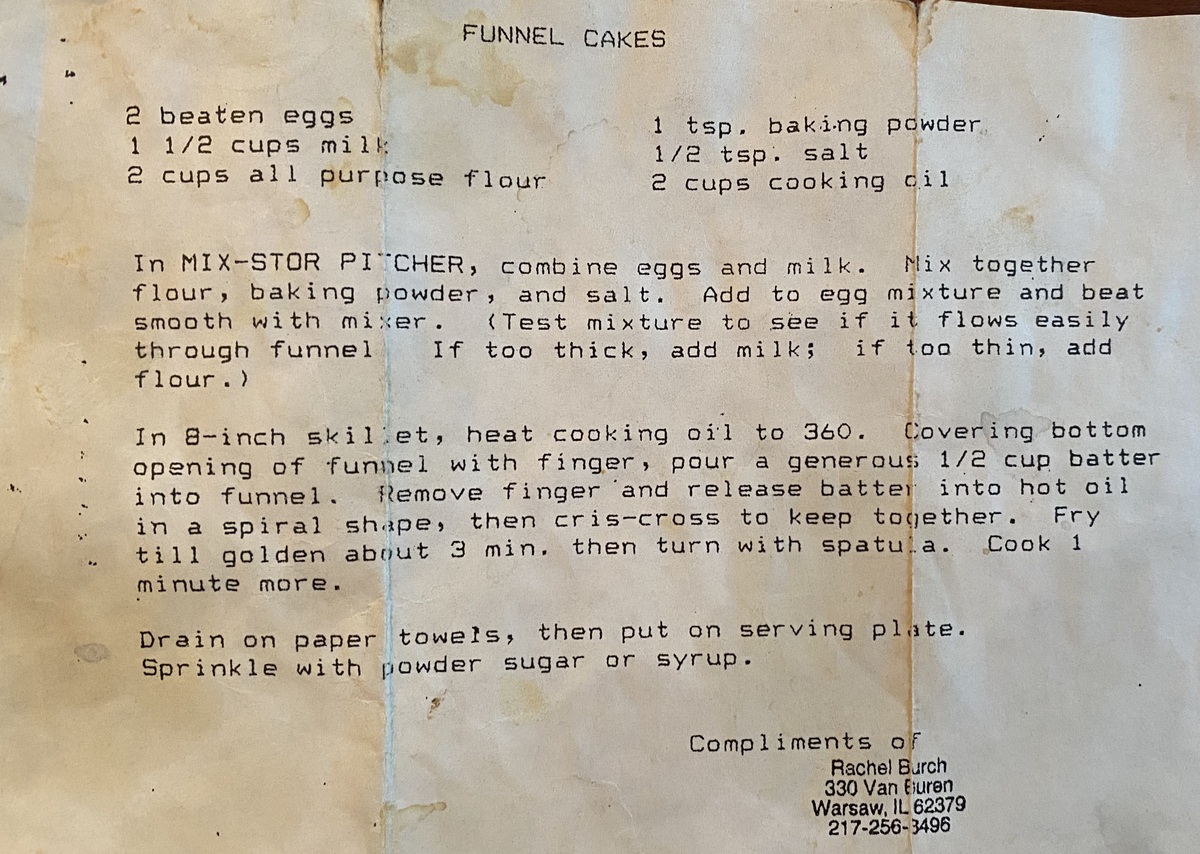 FUNNEL CAKES
2 beaten eggs
1 1/2 cups milk
2 cups all purpose flour
1 tsp. baking powder
1/2 tsp. salt
2 cups cooking oil
In MIX-STOR PITCHER, combine eggs and milk. Mix together
flour, baking powder, and salt. Add to egg mixture and beat
smooth with mixer. (Test mixture to see if it flows easily
through funnel If too thick, add milk; if too thin, add
flour.)
In 8-inch skillet, heat cooking oil to 360. Covering bottom
opening of funnel with finger, pour a generous 1/2 cup batter
into funnel. Remove finger and release batter into hot oil
in a spiral shape, then cris-cross to keep together. Fry
till golden about 3 min. then turn with spatula. Cook 1
minute more.
Drain on paper towels, then put on serving plate.
Sprinkle with powder sugar or syrup.
Compliments of
Rachel Burch
330 Van Buren
Warsaw, IL 62379
217-256-3496